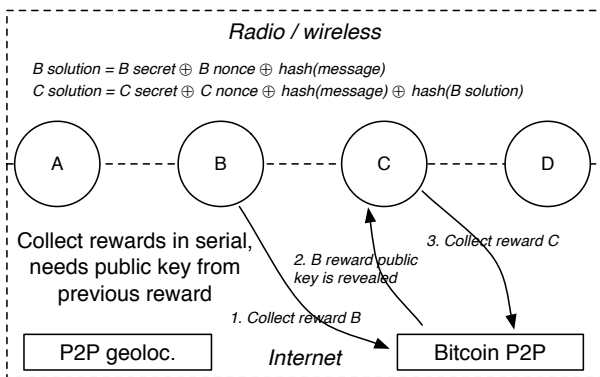 Radio / wireless
B solution = B secret ⊕ B nonce ⊕ hash(message)
C solution = C secret ⊕ C nonce ⊕ hash(message) ⊕ hash(B solution)
A
B
C
D
Collect rewards in serial,
needs public key from
previous reward
2. B reward public
key is revealed
3. Collect reward C
1. Collect reward B
P2P geoloc.
Internet
Bitcoin P2P